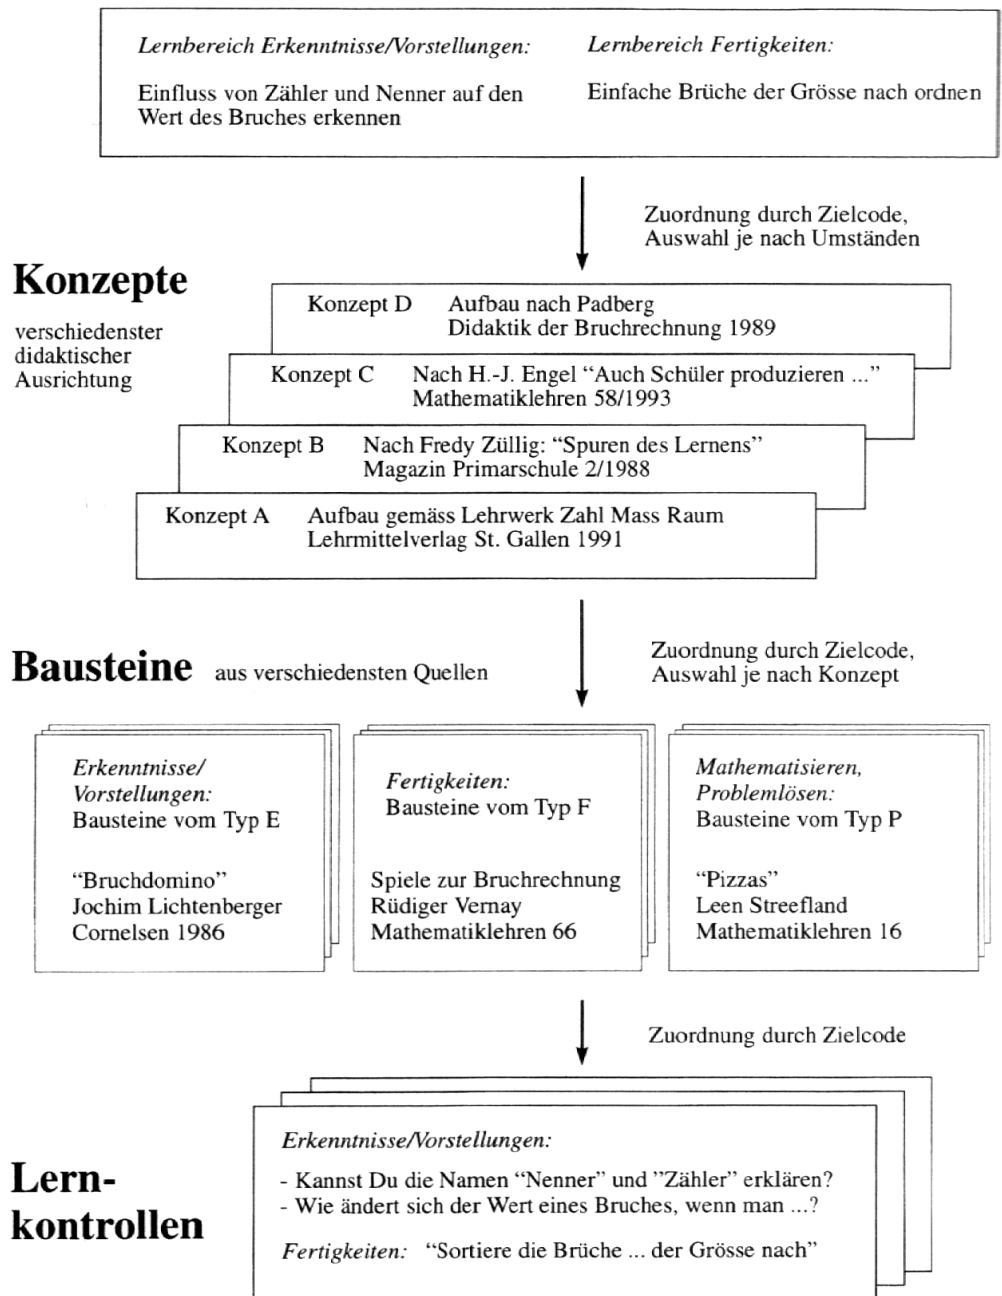 Lernbereich Erkenntnisse/Vorstellungen:
Einfluss von Zähler und Nenner auf den
Wert des Bruches erkennen
Lernbereich Fertigkeiten:
Einfache Brüche der Grösse nach ordnen
Zuordnung durch Zielcode,
Auswahl je nach Umständen
Konzepte
verschiedenster
didaktischer
Ausrichtung
Konzept D Aufbau nach Padberg
Didaktik der Bruchrechnung 1989
Konzept C Nach H.-J. Engel “Auch Schüler produzieren ...”
Mathematiklehren 58/1993
Konzept B Nach Fredy Züllig: “Spuren des Lernens”
Magazin Primarschule 2/1988
Konzept A Aufbau gemäss Lehrwerk Zahl Mass Raum
Lehrmittelverlag St. Gallen 1991
Bausteine aus verschiedensten Quellen
Zuordnung durch Zielcode,
Auswahl je nach Konzept
Erkenntnisse/
Vorstellungen:
Bausteine vom Typ E
“Bruchdomino”
Jochim Lichtenberger
Cornelsen 1986
Fertigkeiten:
Bausteine vom Typ F
Spiele zur Bruchrechnung
Rüdiger Vernay
Mathematiklehren 66
Mathematisieren,
Problemlösen:
Bausteine vom Typ P
“Pizzas”
Leen Streefland
Mathematiklehren 16
Zuordnung durch Zielcode
Lern-
kontrollen
Erkenntnisse/Vorstellungen:
- Kannst Du die Namen “Nenner” und ”Zähler” erklären?
- Wie ändert sich der Wert eines Bruches, wenn man ...?
Fertigkeiten: “Sortiere die Brüche ... der Grösse nach”